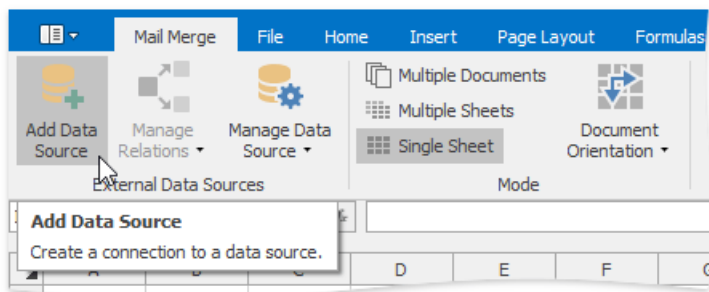 Mail Merge File Home Insert Page Layout Formulas
Multiple Documents
Multiple Sheets
Single Sheet
Add Data Source
Manage Relations
Manage Data Source
Document Orientation
External Data Sources
Mode
Add Data Source
Create a connection to a data source.
D E F